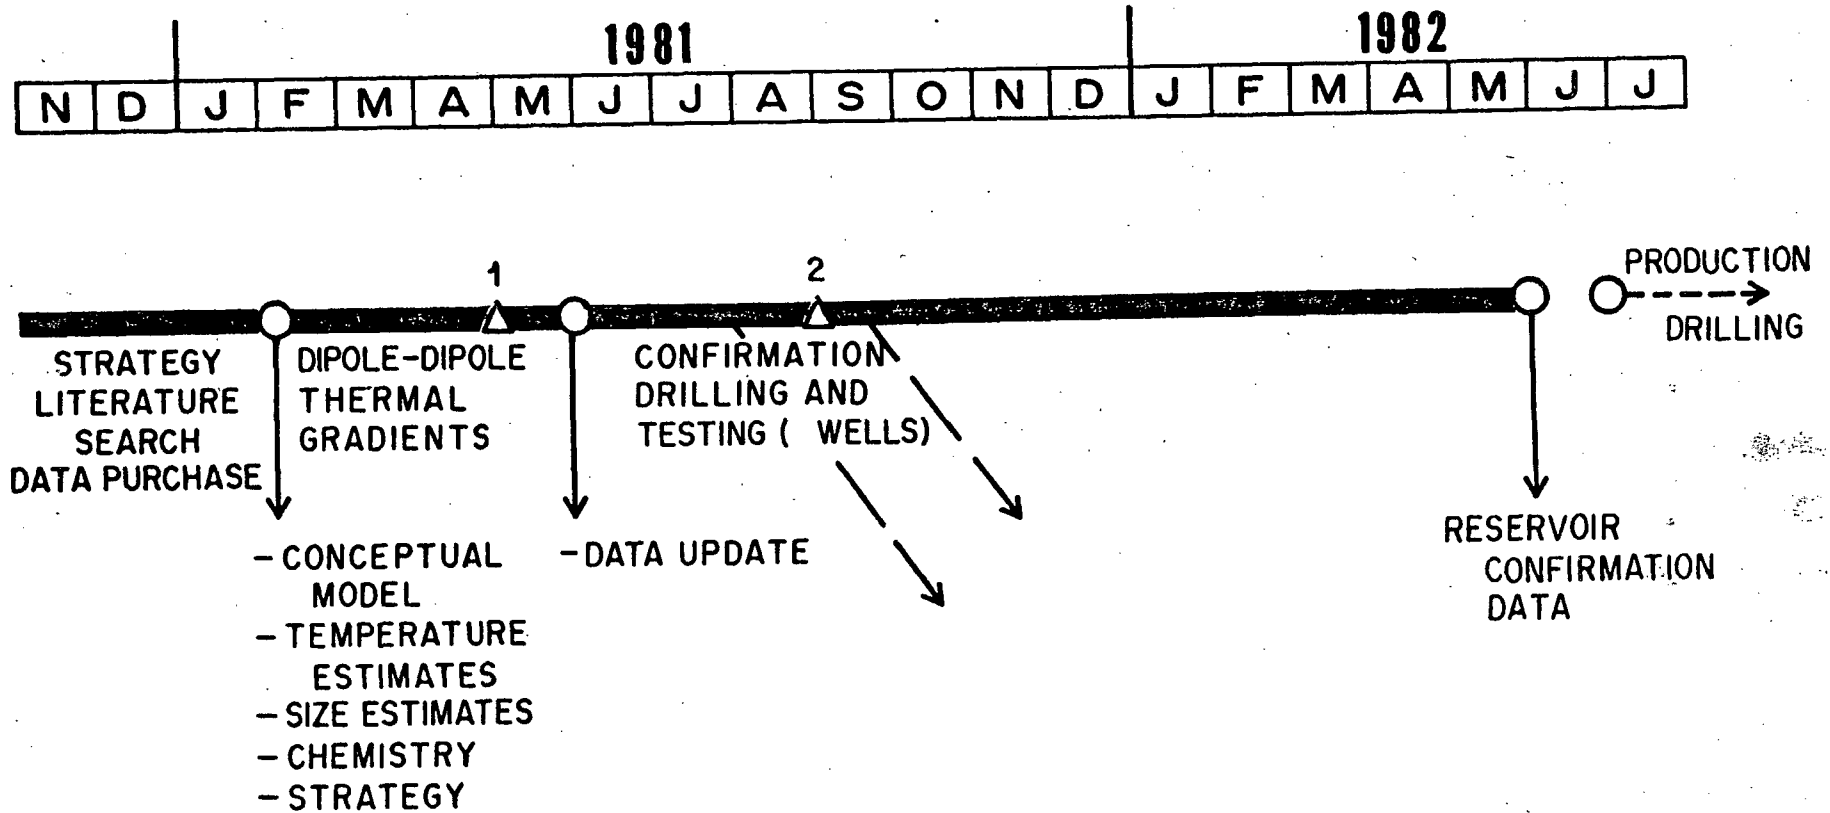 1981
1982
N D J F M A M J J A S O N D J F M A M J J
1
2
PRODUCTION
DRILLING
STRATEGY
LITERATURE
SEARCH
DATA PURCHASE
DIPOLE-DIPOLE
THERMAL
GRADIENTS
CONFIRMATION
DRILLING AND
TESTING ( WELLS)
- CONCEPTUAL
MODEL
- TEMPERATURE
ESTIMATES
- SIZE ESTIMATES
- CHEMISTRY
- STRATEGY
- DATA UPDATE
RESERVOIR
CONFIRMATION
DATA